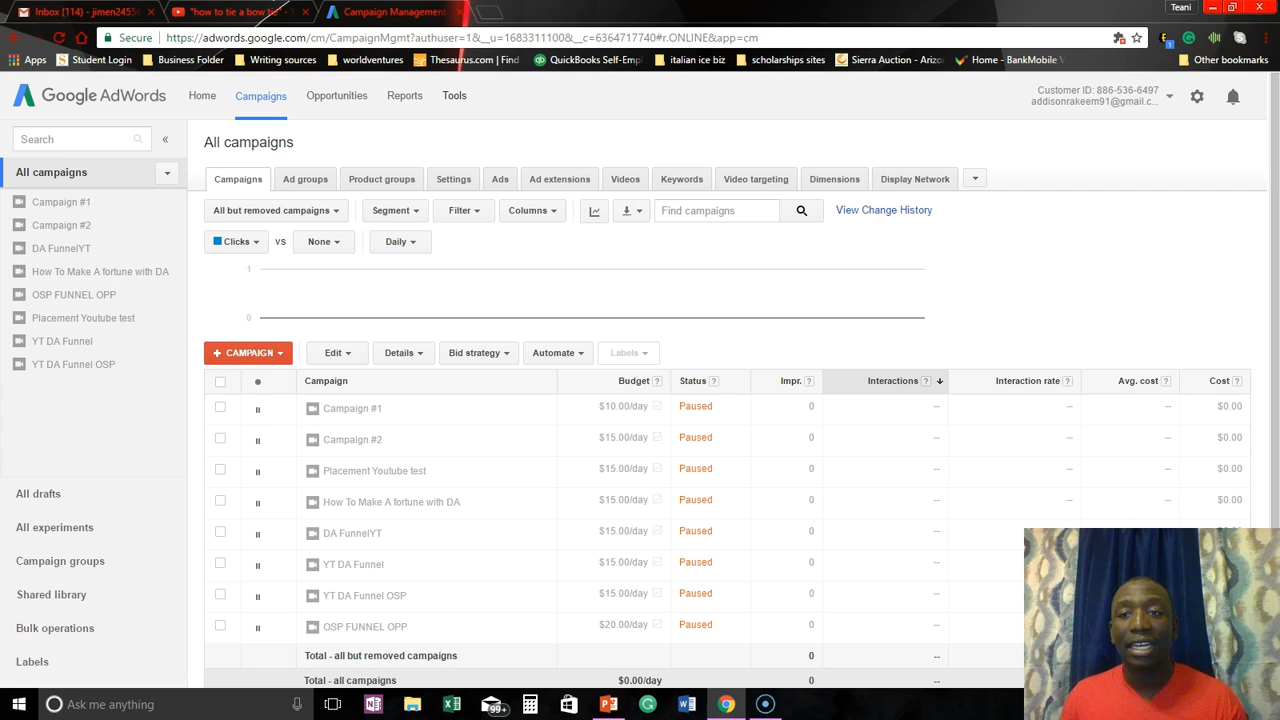 Inbox (114) - jimen2455
"how to tie a bow tie" -
Campaign Management
Teani
Secure https://adwords.google.com/cm/CampaignMgmt?authuser=1&__u=1683311100&__c=6364717740#r.ONLINE&app=cm
Apps Student Login Business Folder Writing sources worldventures Thesaurus.com | Find QuickBooks Self-Emp italian ice biz scholarships sites Sierra Auction - Arizo Home - BankMobile V Other bookmarks
Google AdWords Home Campaigns Opportunities Reports Tools
Customer ID: 886-536-6497
addisonrakeem91@gmail.c...
Search «
All campaigns
Campaign #1
Campaign #2
DA FunnelYT
How To Make A fortune with DA
OSP FUNNEL OPP
Placement Youtube test
YT DA Funnel
YT DA Funnel OSP
All drafts
All experiments
Campaign groups
Shared library
Bulk operations
Labels
All campaigns
Campaigns Ad groups Product groups Settings Ads Ad extensions Videos Keywords Video targeting Dimensions Display Network
All but removed campaigns Segment Filter Columns Find campaigns View Change History
Clicks vs None Daily
1
0
+ CAMPAIGN Edit Details Bid strategy Automate Labels
Campaign Budget ? Status ? Impr. ? Interactions ? Interaction rate ? Avg. cost ? Cost ?
Campaign #1 $10.00/day Paused 0 -- -- -- $0.00
Campaign #2 $15.00/day Paused 0 -- -- -- $0.00
Placement Youtube test $15.00/day Paused 0 -- -- -- $0.00
How To Make A fortune with DA $15.00/day Paused 0 -- -- -- $0.00
DA FunnelYT $15.00/day Paused 0 --
YT DA Funnel $15.00/day Paused 0 --
YT DA Funnel OSP $15.00/day Paused 0 --
OSP FUNNEL OPP $20.00/day Paused 0 --
Total - all but removed campaigns 0 --
Total - all campaigns $0.00/day 0 --
Ask me anything
99+